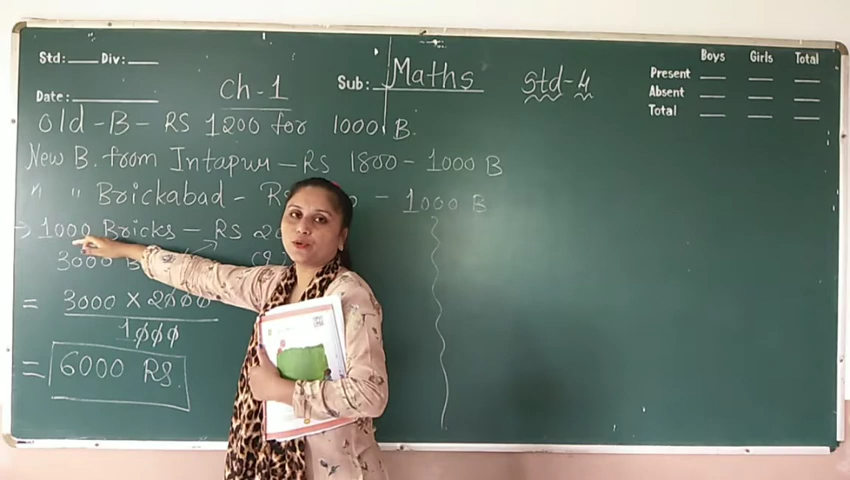 Std: Div:
Date:
Ch-1
Sub: Maths
Std-4
Boys Girls Total
Present
Absent
Total
Old-B- RS 1200 for 1000 B.
New B. from Intapur - RS 1800 - 1000 B
" " Brickabad - RS - 1000 B
→ 1000 Bricks - RS
3000 B
= 3000 × 2000
1000
= 6000 RS.